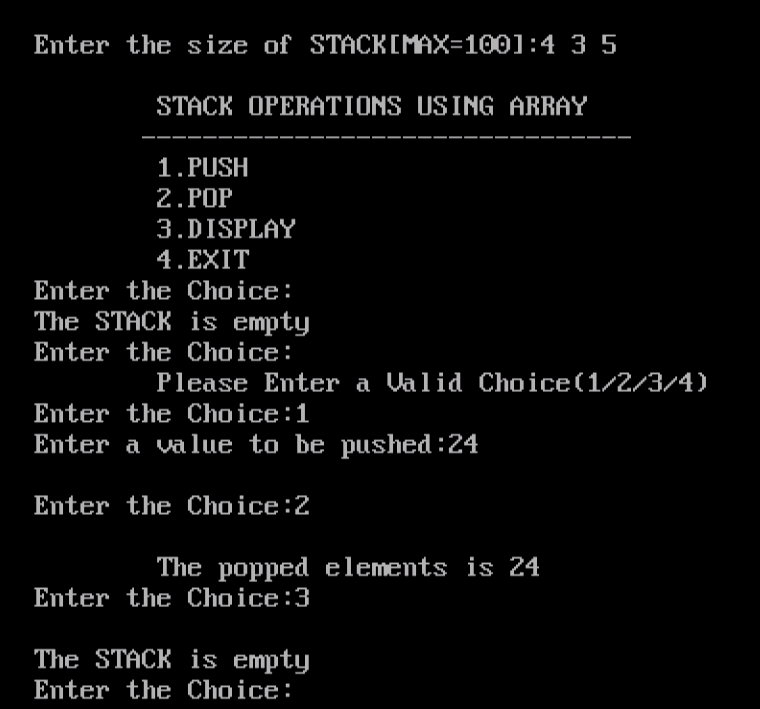 Enter the size of STACK[MAX=100]:4 3 5
STACK OPERATIONS USING ARRAY
--------------------------------
1.PUSH
2.POP
3.DISPLAY
4.EXIT
Enter the Choice:
The STACK is empty
Enter the Choice:
Please Enter a Valid Choice(1/2/3/4)
Enter the Choice:1
Enter a value to be pushed:24
Enter the Choice:2
The popped elements is 24
Enter the Choice:3
The STACK is empty
Enter the Choice: